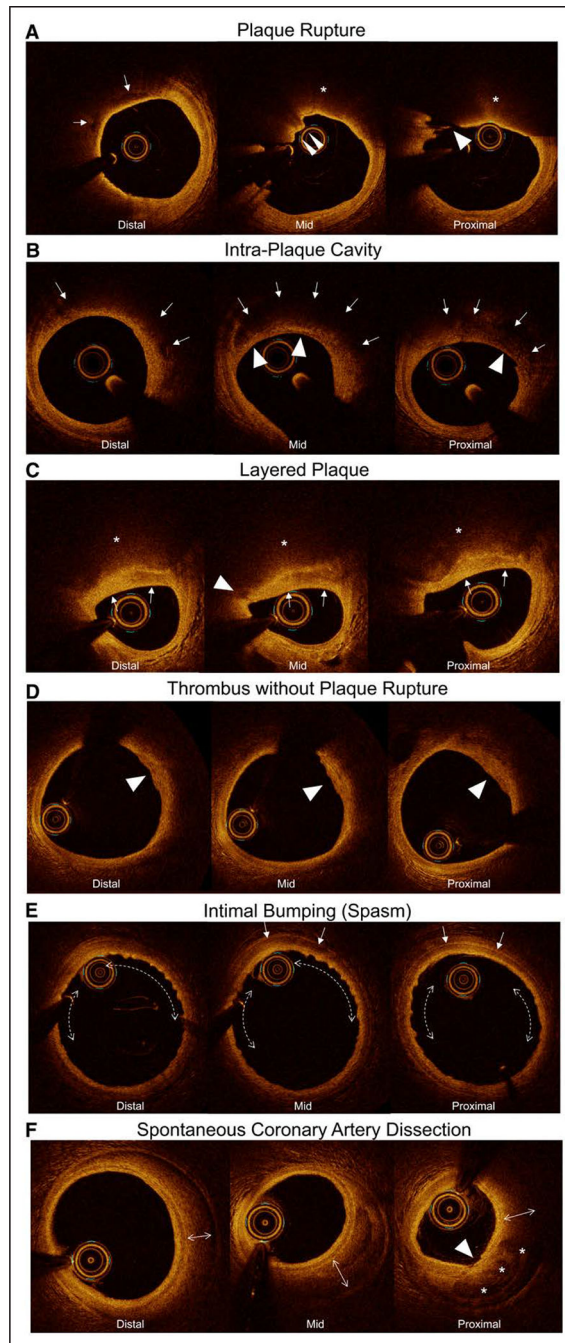 A Plaque Rupture
* *
Distal Mid Proximal
B Intra-Plaque Cavity
Distal Mid Proximal
C Layered Plaque
* * *
Distal Mid Proximal
D Thrombus without Plaque Rupture
Distal Mid Proximal
E Intimal Bumping (Spasm)
Distal Mid Proximal
F Spontaneous Coronary Artery Dissection
* * *
Distal Mid Proximal